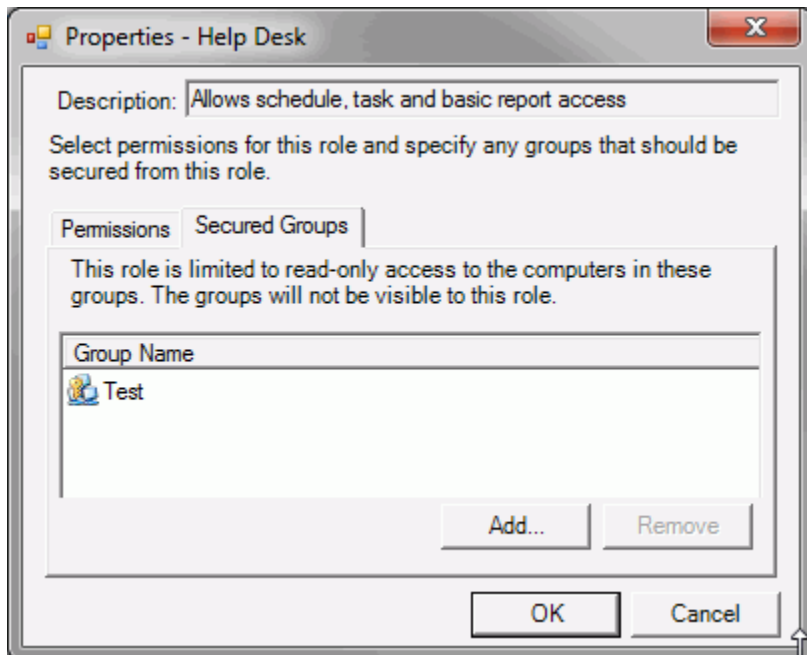 Properties - Help Desk
Description: Allows schedule, task and basic report access
Select permissions for this role and specify any groups that should be
secured from this role.
Permissions Secured Groups
This role is limited to read-only access to the computers in these
groups. The groups will not be visible to this role.
Group Name
Test
Add... Remove
OK Cancel